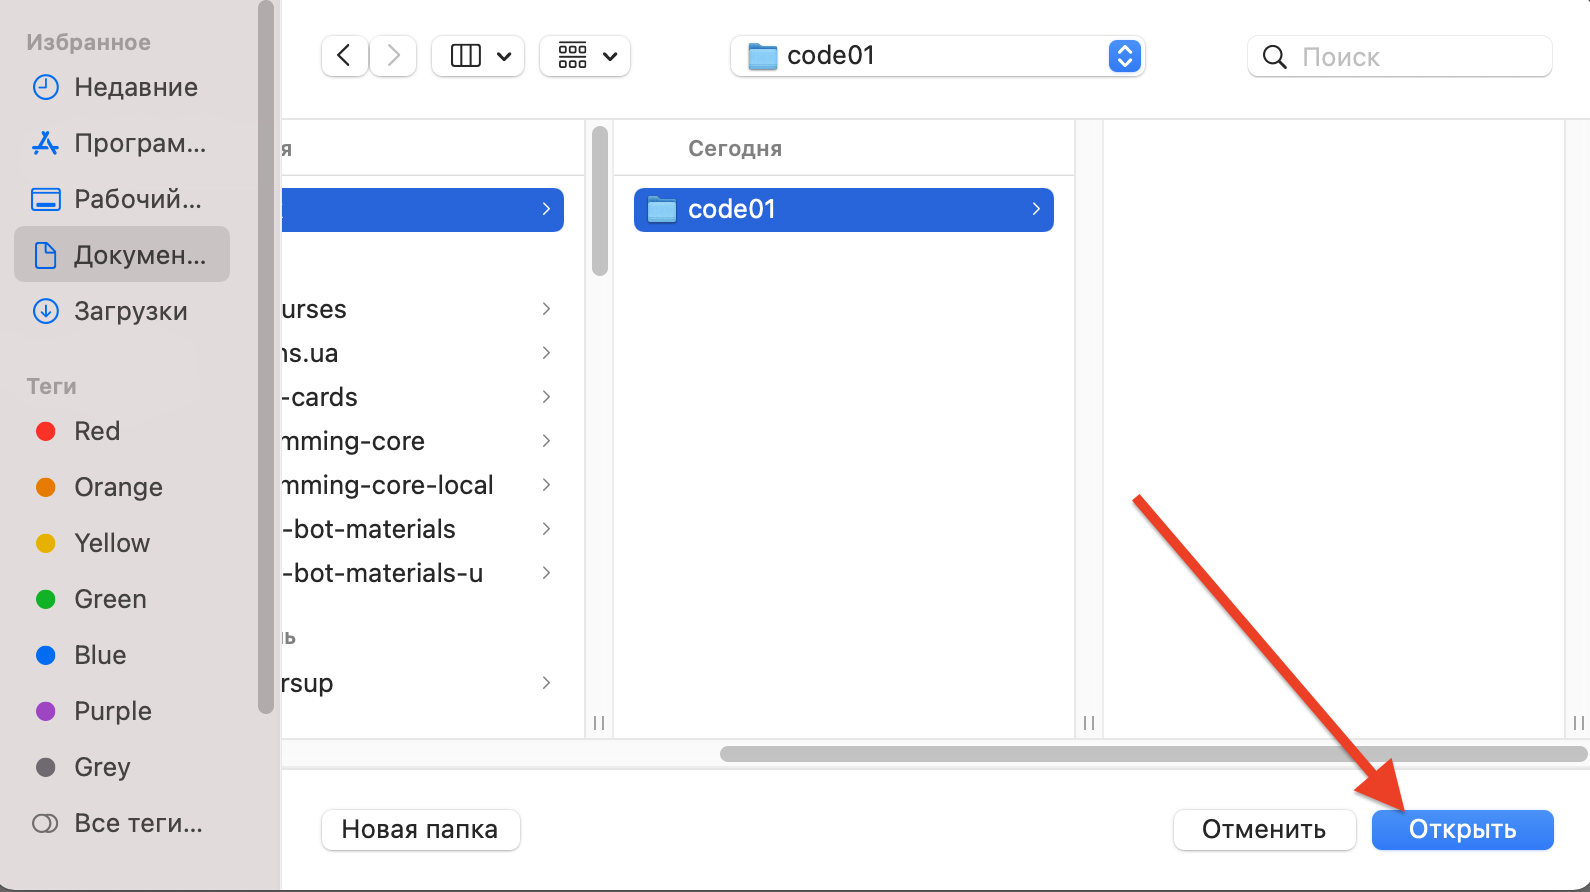 Избранное
Недавние
Програм...
Рабочий...
Докумен...
Загрузки
Теги
Red
Orange
Yellow
Green
Blue
Purple
Grey
Все теги...
code01
Поиск
я
urses
ns.ua
-cards
mming-core
mming-core-local
-bot-materials
-bot-materials-u
ь
rsup
Сегодня
code01
Новая папка
Отменить
Открыть